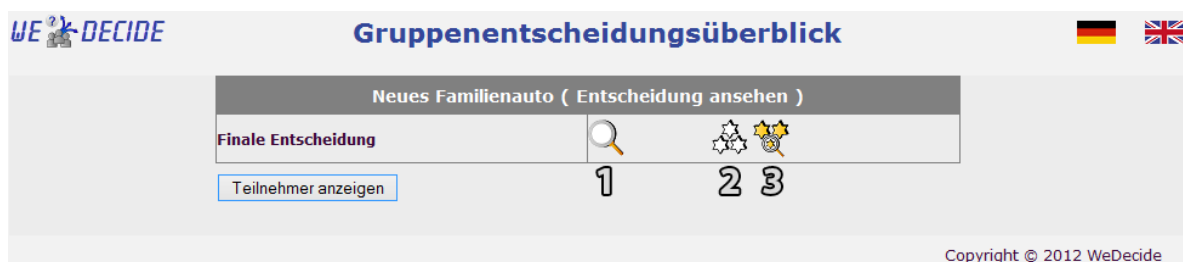 WE DECIDE
Gruppenentscheidungsüberblick
Neues Familienauto ( Entscheidung ansehen )
Finale Entscheidung
Teilnehmer anzeigen
1 2 3
Copyright © 2012 WeDecide